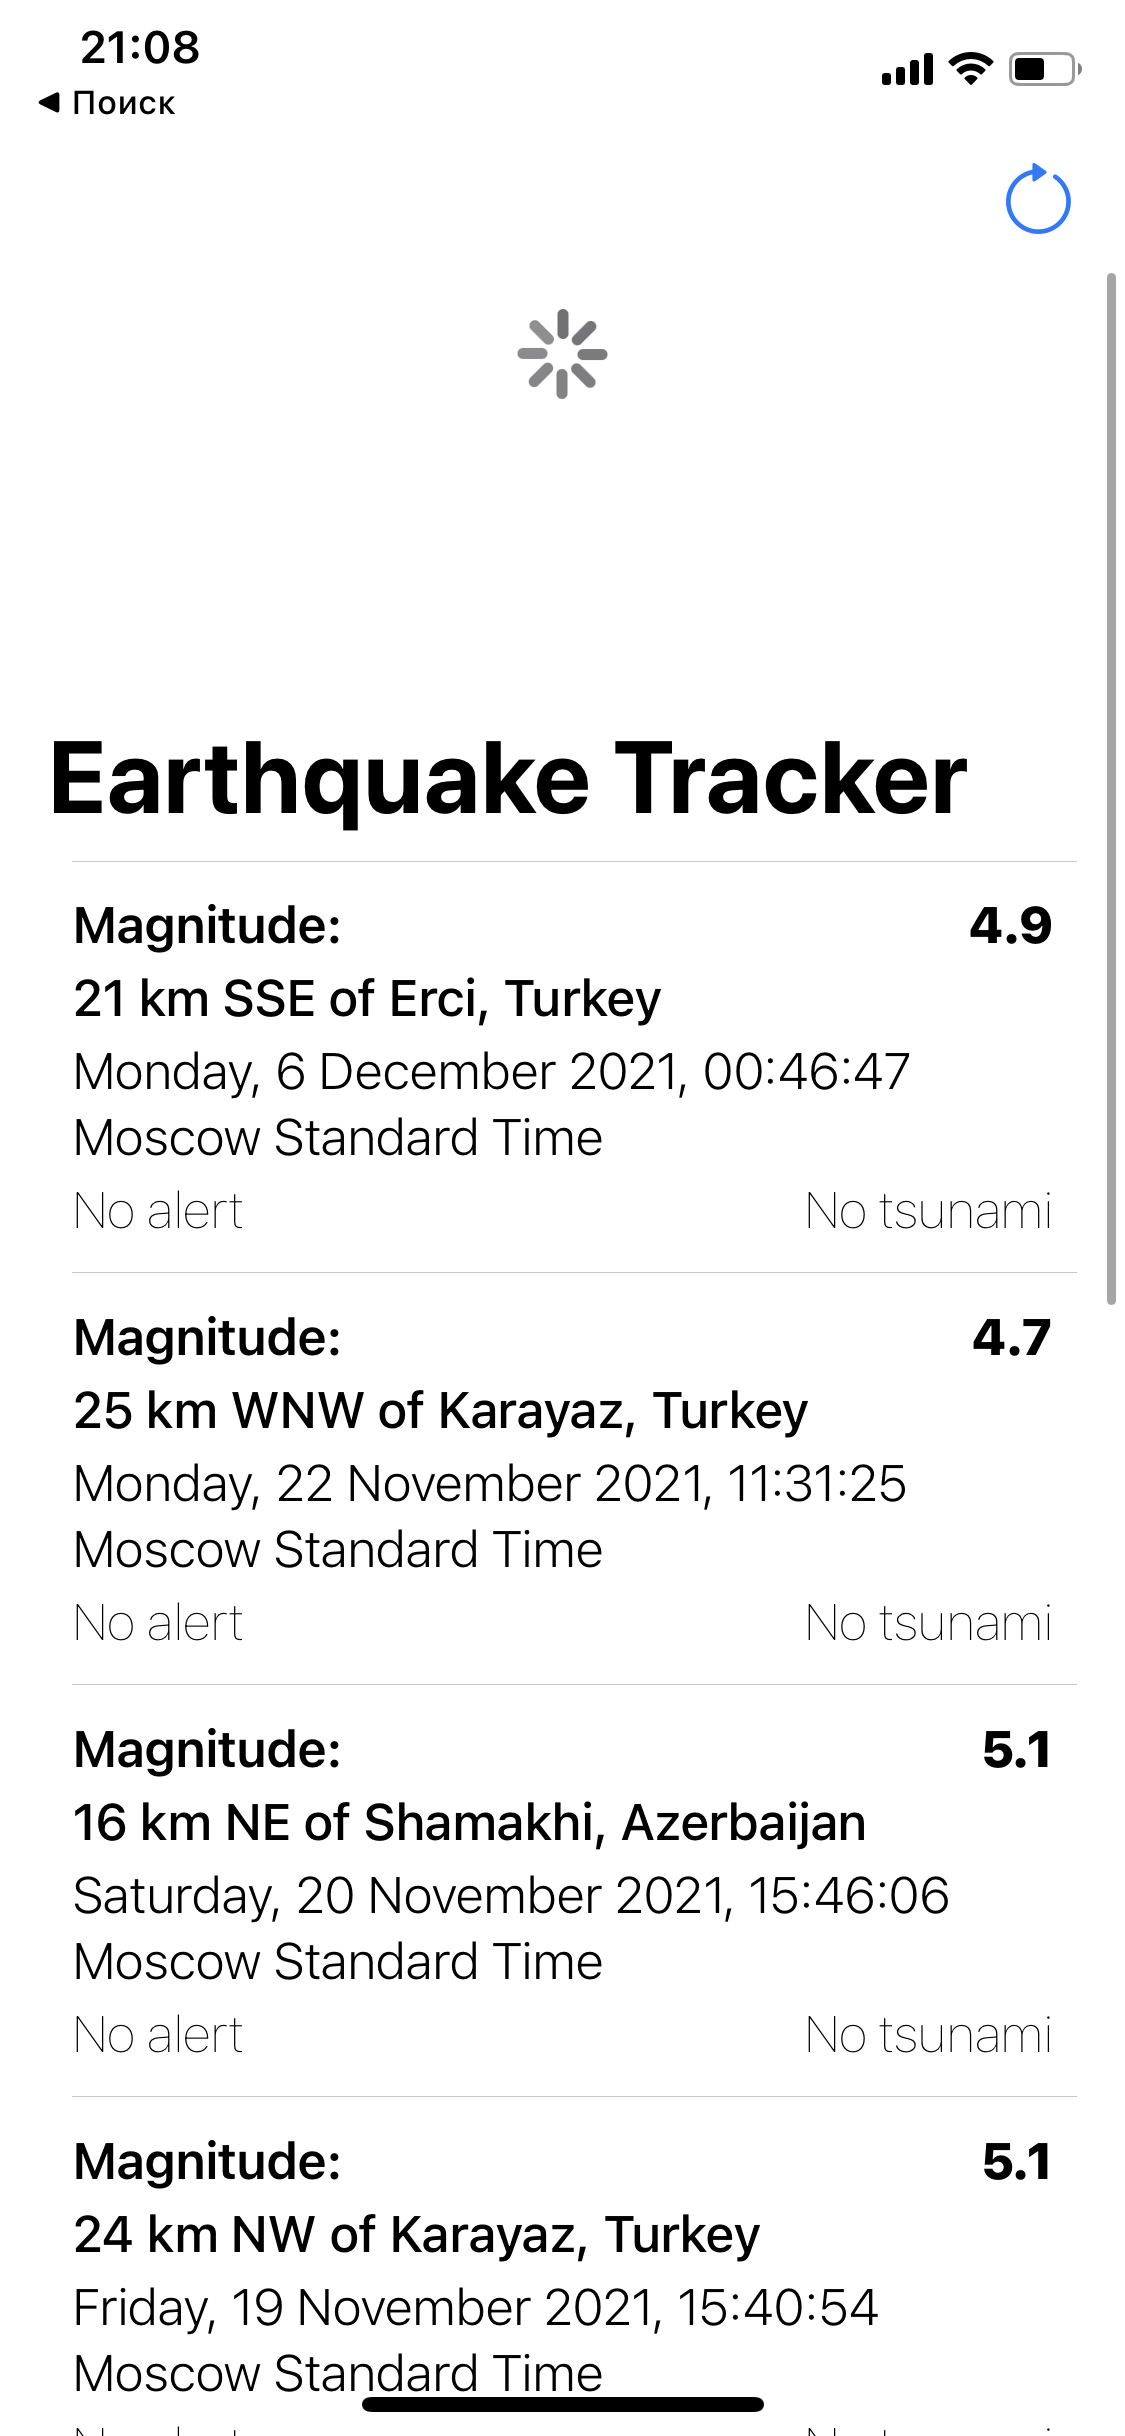 21:08
◀ Поиск
Earthquake Tracker
Magnitude: 4.9
21 km SSE of Erci, Turkey
Monday, 6 December 2021, 00:46:47
Moscow Standard Time
No alert No tsunami
Magnitude: 4.7
25 km WNW of Karayaz, Turkey
Monday, 22 November 2021, 11:31:25
Moscow Standard Time
No alert No tsunami
Magnitude: 5.1
16 km NE of Shamakhi, Azerbaijan
Saturday, 20 November 2021, 15:46:06
Moscow Standard Time
No alert No tsunami
Magnitude: 5.1
24 km NW of Karayaz, Turkey
Friday, 19 November 2021, 15:40:54
Moscow Standard Time